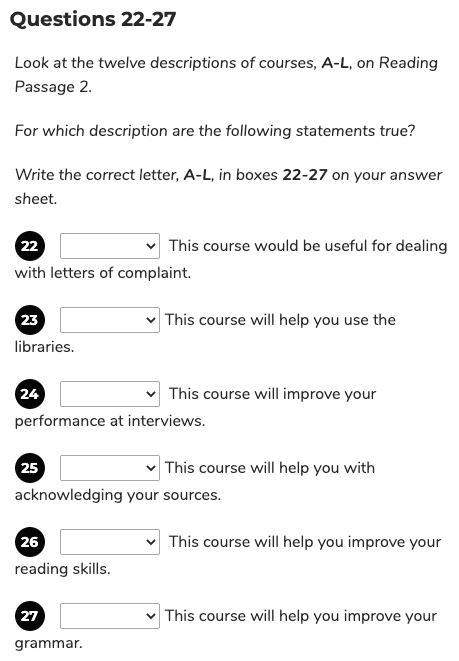 Questions 22-27
Look at the twelve descriptions of courses, A-L, on Reading
Passage 2.
For which description are the following statements true?
Write the correct letter, A-L, in boxes 22-27 on your answer
sheet.
22 This course would be useful for dealing
with letters of complaint.
23 This course will help you use the
libraries.
24 This course will improve your
performance at interviews.
25 This course will help you with
acknowledging your sources.
26 This course will help you improve your
reading skills.
27 This course will help you improve your
grammar.